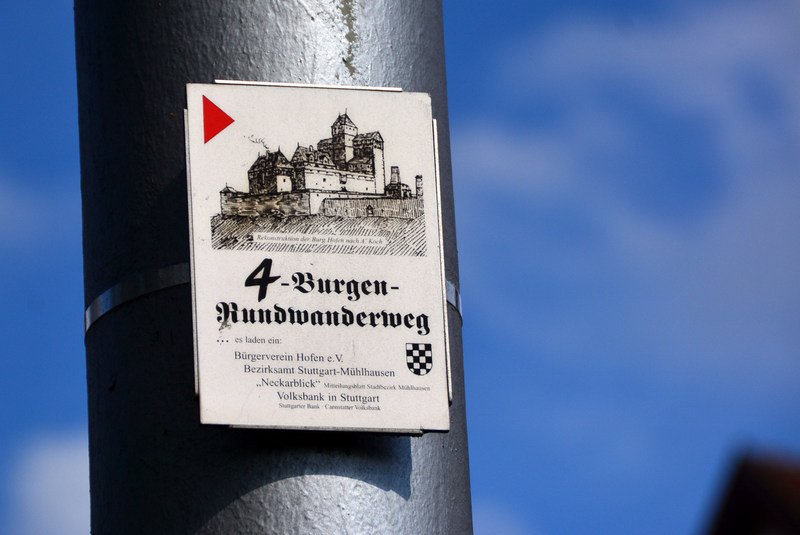 Rekonstruktion der Burg Hofen nach A. Koch
4-Burgen-
Rundwanderweg
... es laden ein:
Bürgerverein Hofen e.V.
Bezirksamt Stuttgart-Mühlhausen
„Neckarblick“ Mitteilungsblatt Stadtbezirk Mühlhausen
Volksbank in Stuttgart
Stuttgarter Bank · Cannstatter Volksbank